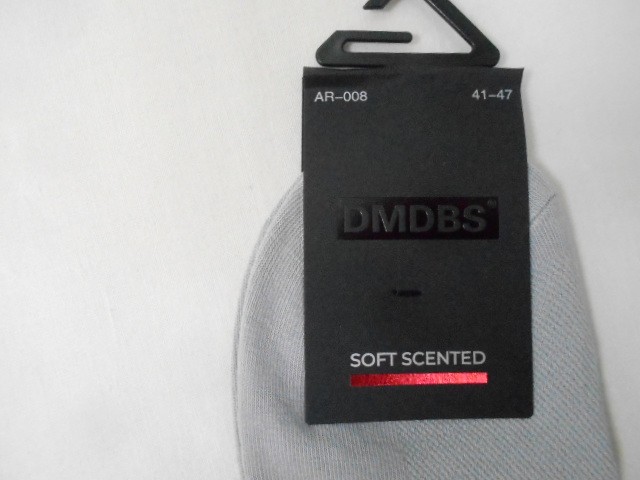 AR-008 41-47
DMDBS
SOFT SCENTED